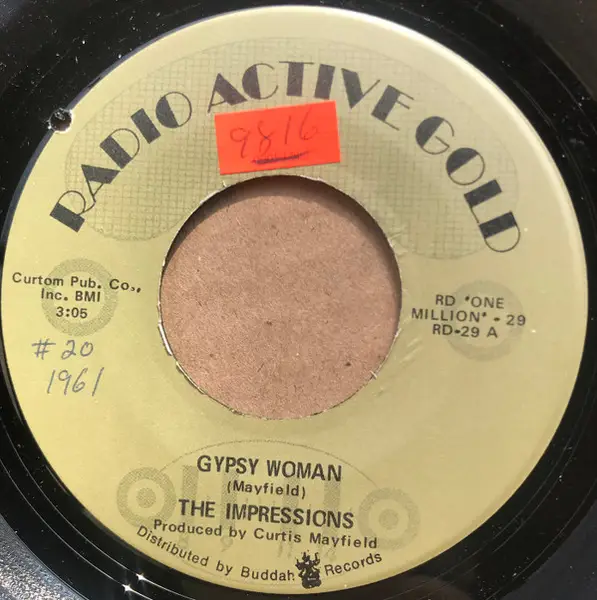 RADIO ACTIVE GOLD
9816
Curtom Pub. Co.,
Inc. BMI
3:05
RD "ONE
MILLION" - 29
RD-29 A
#20
1961
GYPSY WOMAN
(Mayfield)
THE IMPRESSIONS
Produced by Curtis Mayfield
Distributed by Buddah Records